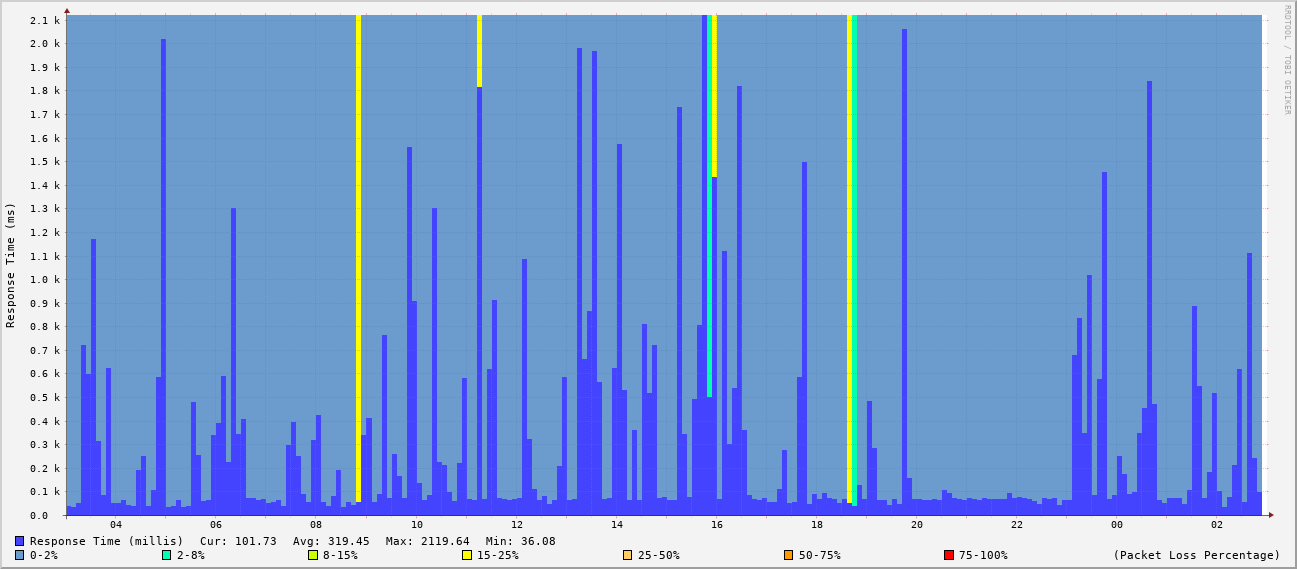 RRDTOOL / TOBI OETIKER
Response Time (ms)
2.1 k
2.0 k
1.9 k
1.8 k
1.7 k
1.6 k
1.5 k
1.4 k
1.3 k
1.2 k
1.1 k
1.0 k
0.9 k
0.8 k
0.7 k
0.6 k
0.5 k
0.4 k
0.3 k
0.2 k
0.1 k
0.0
04 06 08 10 12 14 16 18 20 22 00 02
Response Time (millis) Cur: 101.73 Avg: 319.45 Max: 2119.64 Min: 36.08
0-2% 2-8% 8-15% 15-25% 25-50% 50-75% 75-100% (Packet Loss Percentage)